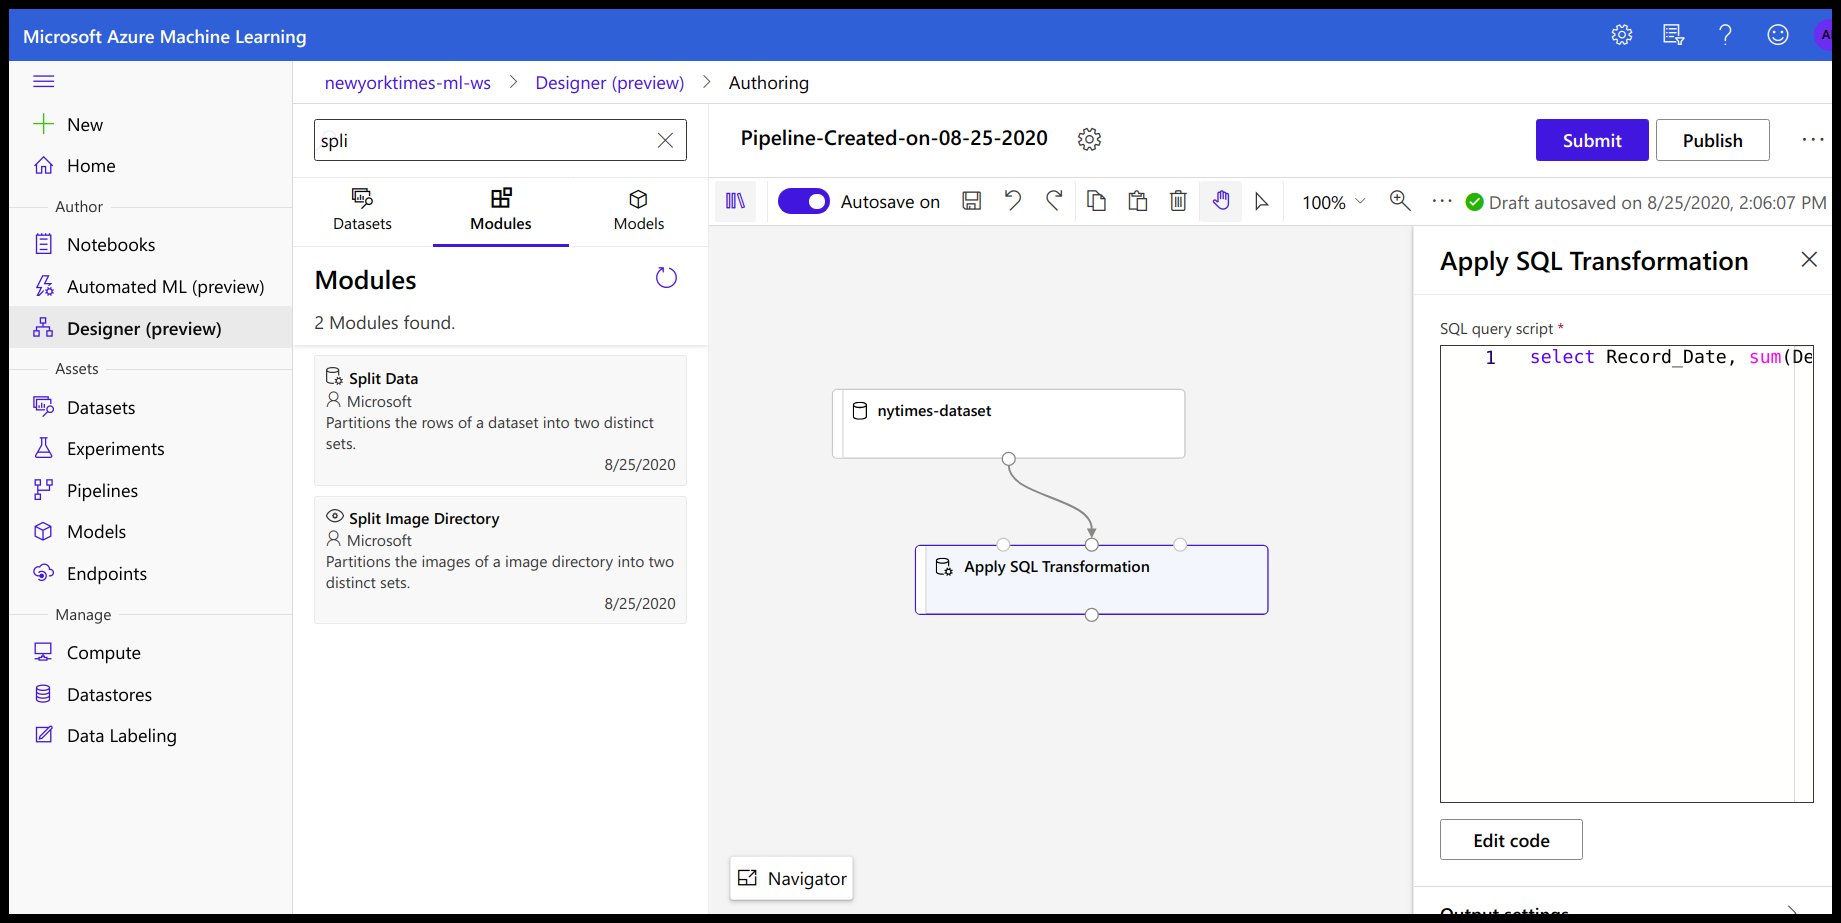 Microsoft Azure Machine Learning
newyorktimes-ml-ws > Designer (preview) > Authoring
New
Home
Author
Notebooks
Automated ML (preview)
Designer (preview)
Assets
Datasets
Experiments
Pipelines
Models
Endpoints
Manage
Compute
Datastores
Data Labeling
spli
Datasets
Modules
Models
Modules
2 Modules found.
Split Data
Microsoft
Partitions the rows of a dataset into two distinct
sets.
8/25/2020
Split Image Directory
Microsoft
Partitions the images of a image directory into two
distinct sets.
8/25/2020
Pipeline-Created-on-08-25-2020
Submit
Publish
Autosave on
100%
Draft autosaved on 8/25/2020, 2:06:07 PM
nytimes-dataset
Apply SQL Transformation
Navigator
Apply SQL Transformation
SQL query script *
1 select Record_Date, sum(De
Edit code
Output settings